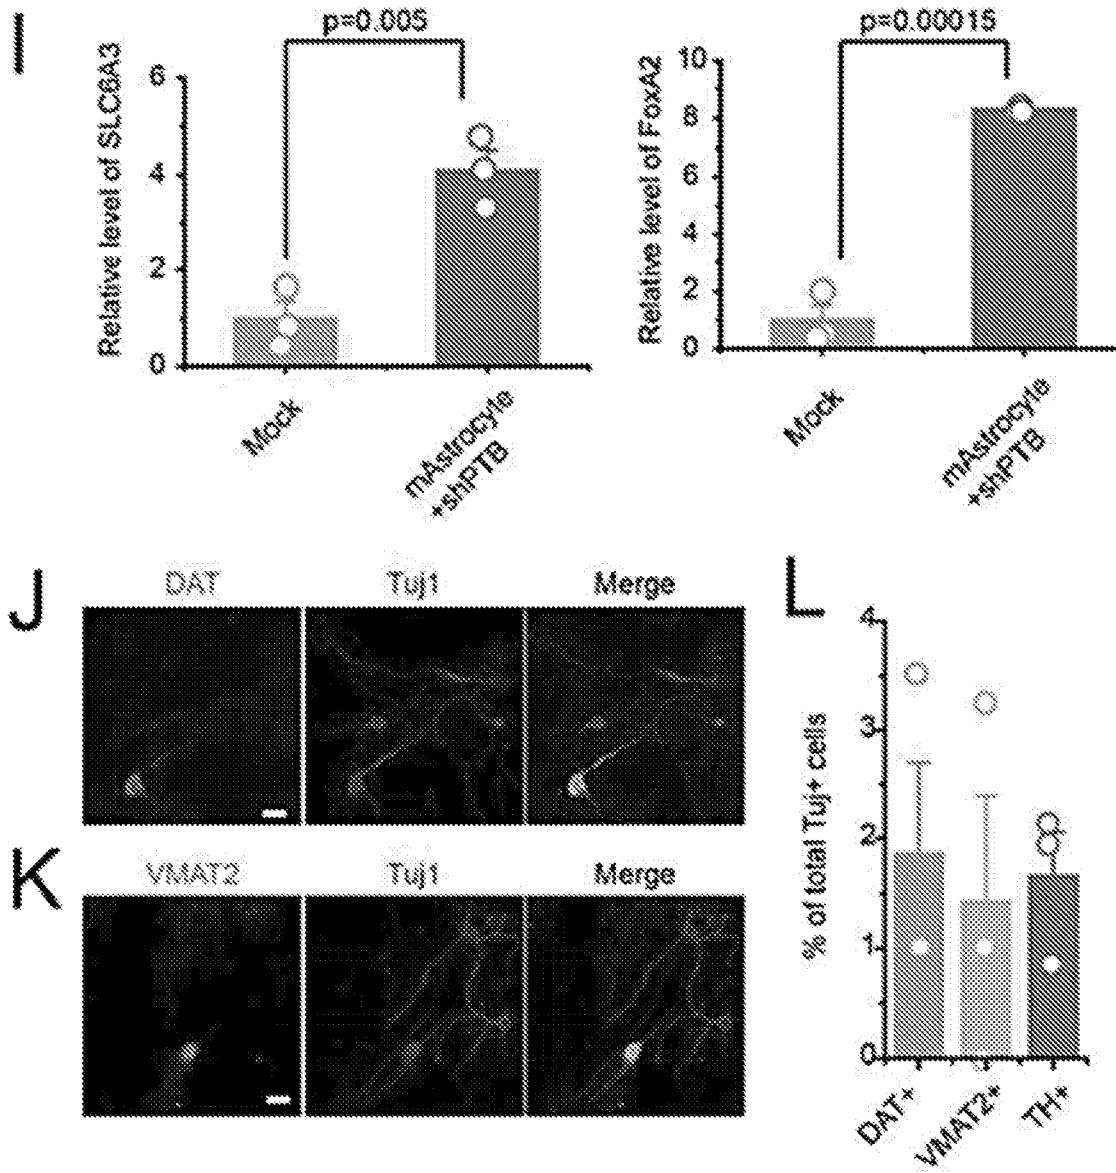 I
p=0.005
Relative level of SLC6A3
6
4
2
0
Mock
mAstrocyte
+shPTB
p=0.00015
Relative level of FoxA2
10
8
6
4
2
0
Mock
mAstrocyte
+shPTB
J
DAT Tuj1 Merge
K
VMAT2 Tuj1 Merge
L
% of total Tuj+ cells
4
3
2
1
0
DAT+
VMAT2+
TH+